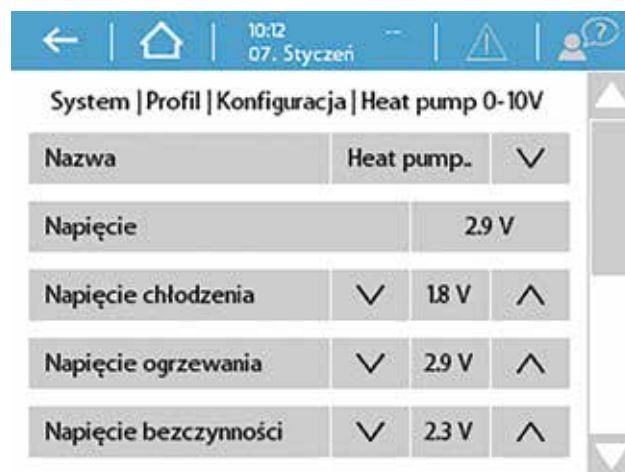 10:12 --
07. Styczeń
?
System | Profil | Konfiguracja | Heat pump 0-10V
Nazwa Heat pump..
Napięcie 2.9 V
Napięcie chłodzenia 1.8 V
Napięcie ogrzewania 2.9 V
Napięcie bezczynności 2.3 V